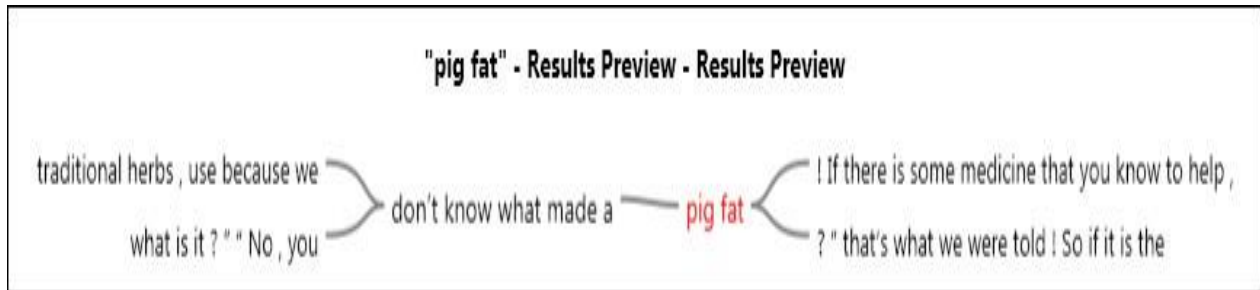 "pig fat" - Results Preview - Results Preview
traditional herbs , use because we
what is it ? " " No , you
don't know what made a
pig fat
! If there is some medicine that you know to help ,
? " that's what we were told ! So if it is the